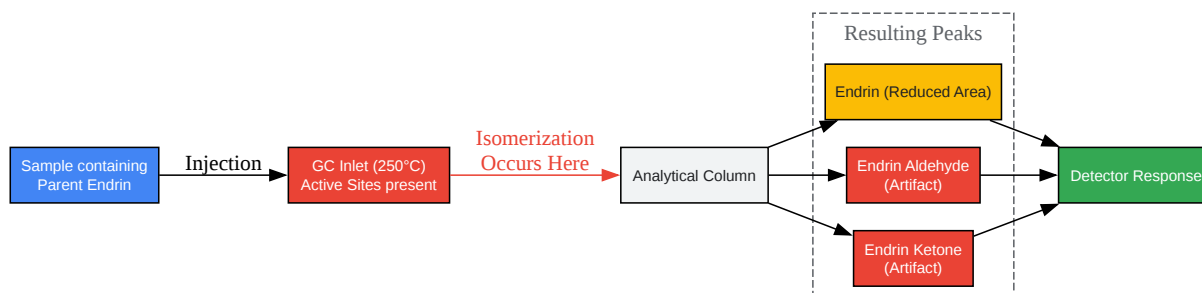 Sample containing
Parent Endrin
Injection
GC Inlet (250°C)
Active Sites present
Isomerization
Occurs Here
Analytical Column
Resulting Peaks
Endrin (Reduced Area)
Endrin Aldehyde
(Artifact)
Endrin Ketone
(Artifact)
Detector Response